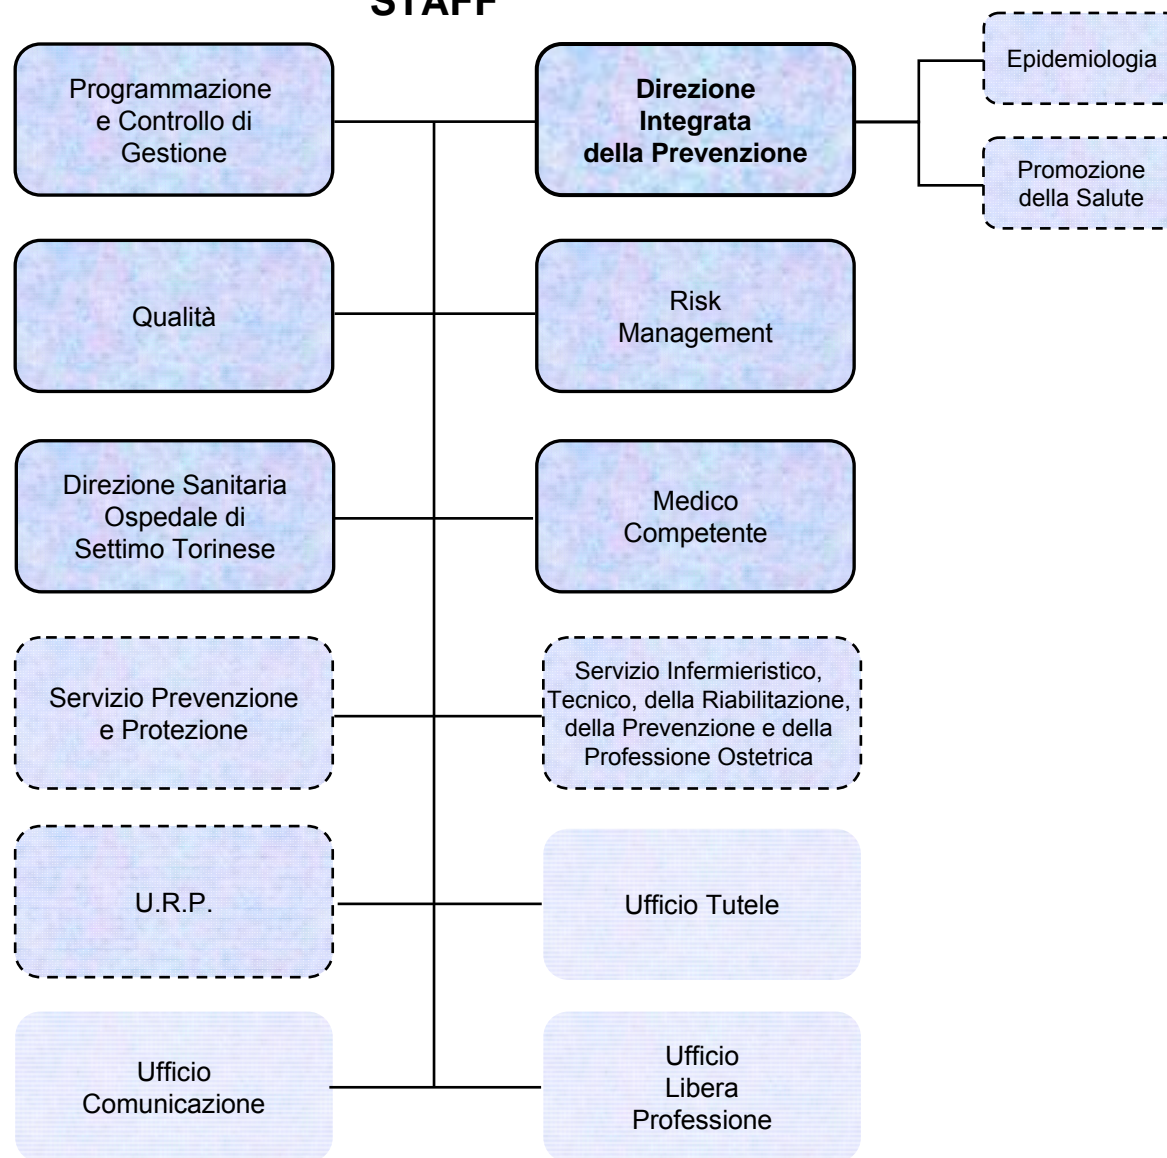 STAFF
Programmazione
e Controllo di
Gestione
Direzione
Integrata
della Prevenzione
Epidemiologia
Promozione
della Salute
Qualità
Risk
Management
Direzione Sanitaria
Ospedale di
Settimo Torinese
Medico
Competente
Servizio Prevenzione
e Protezione
Servizio Infermieristico,
Tecnico, della Riabilitazione,
della Prevenzione e della
Professione Ostetrica
U.R.P.
Ufficio Tutele
Ufficio
Comunicazione
Ufficio
Libera
Professione